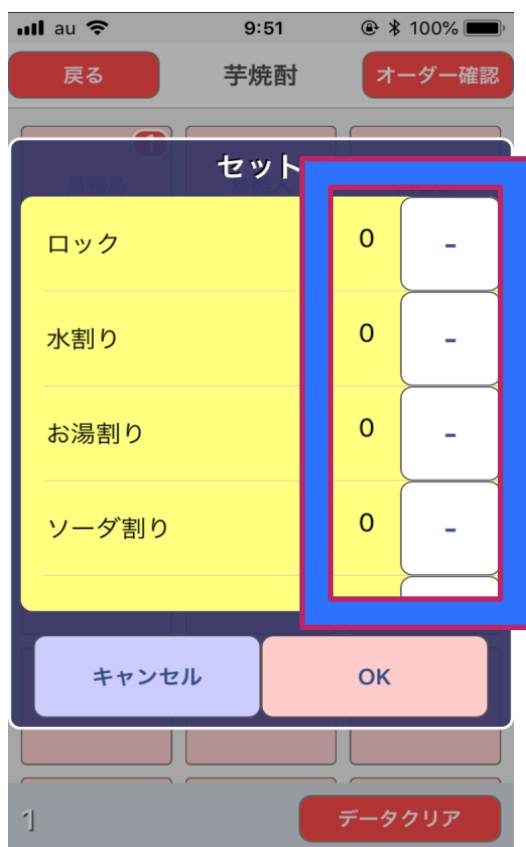 au 9:51 100%
戻る 芋焼酎 オーダー確認
1
セット
ロック 0 -
水割り 0 -
お湯割り 0 -
ソーダ割り 0 -
キャンセル OK
1 データクリア